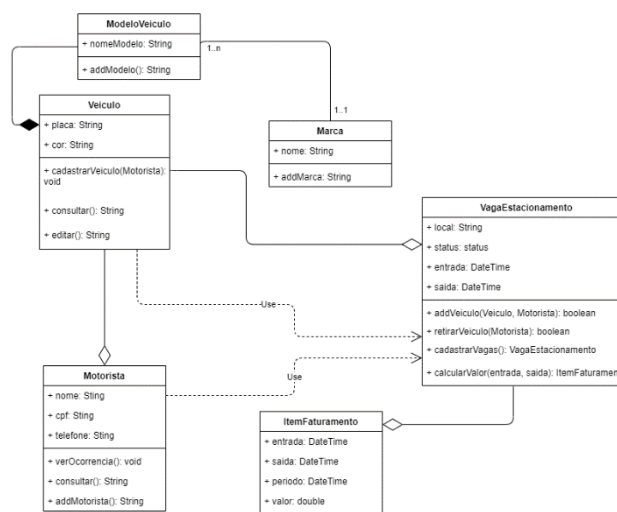 ModeloVeiculo
+ nomeModelo: String
+ addModelo(): String
1..n
1..1
Veiculo
+ placa: String
+ cor: String
+ cadastrarVeiculo(Motorista):
void
+ consultar(): String
+ editar(): String
Marca
+ nome: String
+ addMarca: String
VagaEstacionamento
+ local: String
+ status: status
+ entrada: DateTime
+ saida: DateTime
+ addVeiculo(Veiculo, Motorista): boolean
+ retirarVeiculo(Motorista): boolean
+ cadastrarVagas(): VagaEstacionamento
+ calcularValor(entrada, saida): ItemFaturamen
Use
Use
Motorista
+ nome: Sting
+ cpf: Sting
+ telefone: Sting
+ verOcorrencia(): void
+ consultar(): String
+ addMotorista(): String
ItemFaturamento
+ entrada: DateTime
+ saida: DateTime
+ periodo: DateTime
+ valor: double